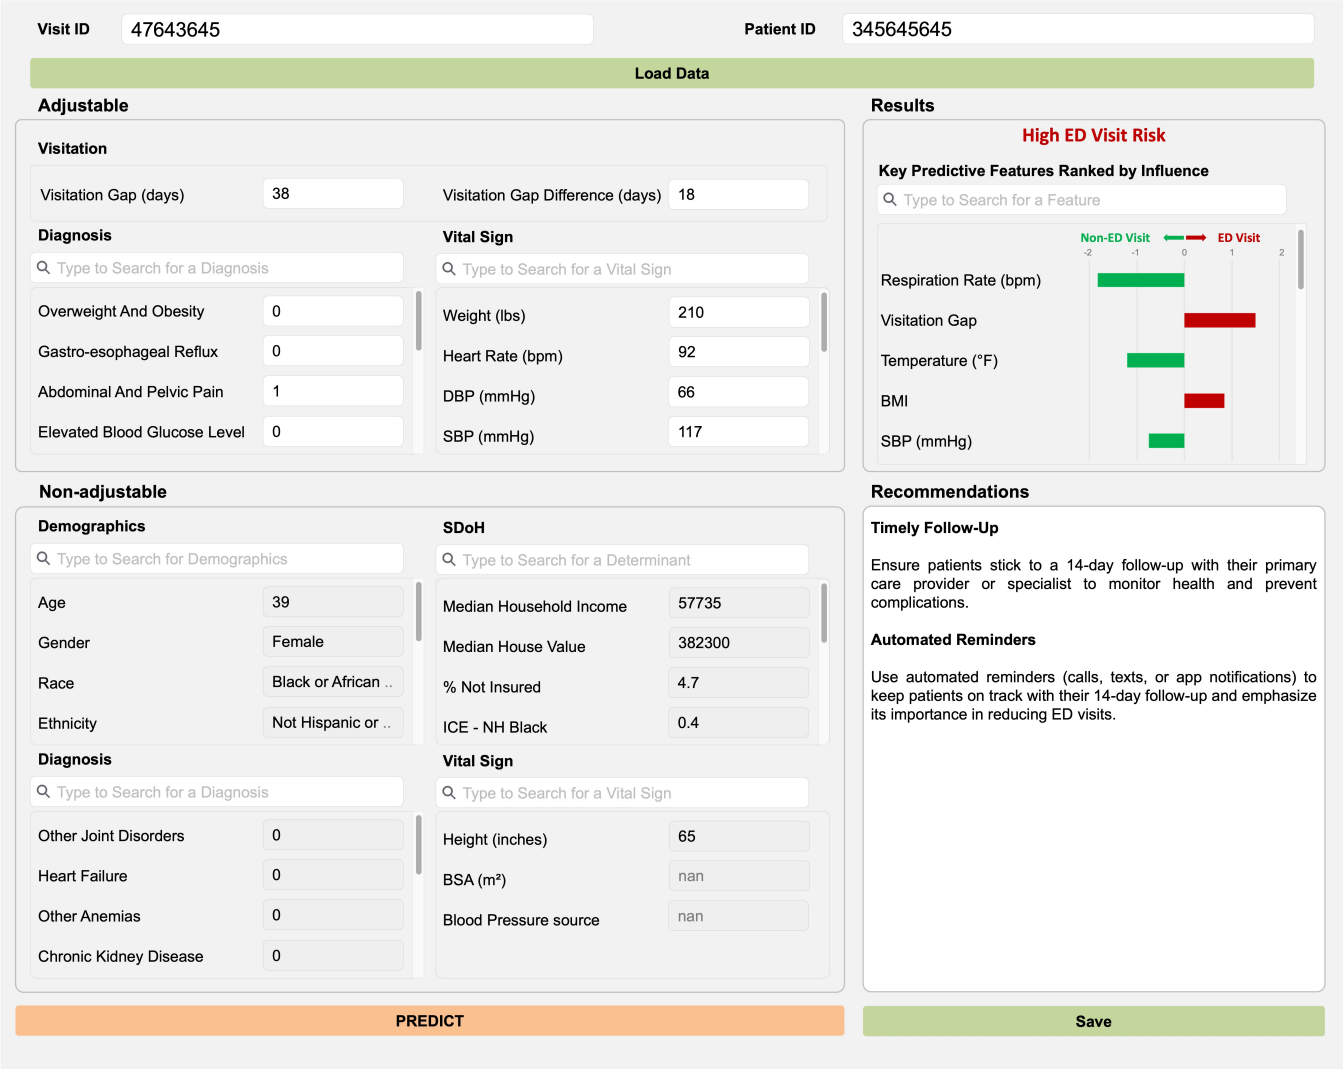 Visit ID 47643645 Patient ID 345645645
Load Data
Adjustable
Visitation
Visitation Gap (days) 38 Visitation Gap Difference (days) 18
Diagnosis
Type to Search for a Diagnosis
Overweight And Obesity 0
Gastro-esophageal Reflux 0
Abdominal And Pelvic Pain 1
Elevated Blood Glucose Level 0
Vital Sign
Type to Search for a Vital Sign
Weight (lbs) 210
Heart Rate (bpm) 92
DBP (mmHg) 66
SBP (mmHg) 117
Results
High ED Visit Risk
Key Predictive Features Ranked by Influence
Type to Search for a Feature
Non-ED Visit ED Visit
-2 -1 0 1 2
Respiration Rate (bpm)
Visitation Gap
Temperature (°F)
BMI
SBP (mmHg)
Non-adjustable
Demographics
Type to Search for Demographics
Age 39
Gender Female
Race Black or African ..
Ethnicity Not Hispanic or ..
SDoH
Type to Search for a Determinant
Median Household Income 57735
Median House Value 382300
% Not Insured 4.7
ICE - NH Black 0.4
Diagnosis
Type to Search for a Diagnosis
Other Joint Disorders 0
Heart Failure 0
Other Anemias 0
Chronic Kidney Disease 0
Vital Sign
Type to Search for a Vital Sign
Height (inches) 65
BSA (m²) nan
Blood Pressure source nan
Recommendations
Timely Follow-Up
Ensure patients stick to a 14-day follow-up with their primary
care provider or specialist to monitor health and prevent
complications.
Automated Reminders
Use automated reminders (calls, texts, or app notifications) to
keep patients on track with their 14-day follow-up and emphasize
its importance in reducing ED visits.
PREDICT
Save